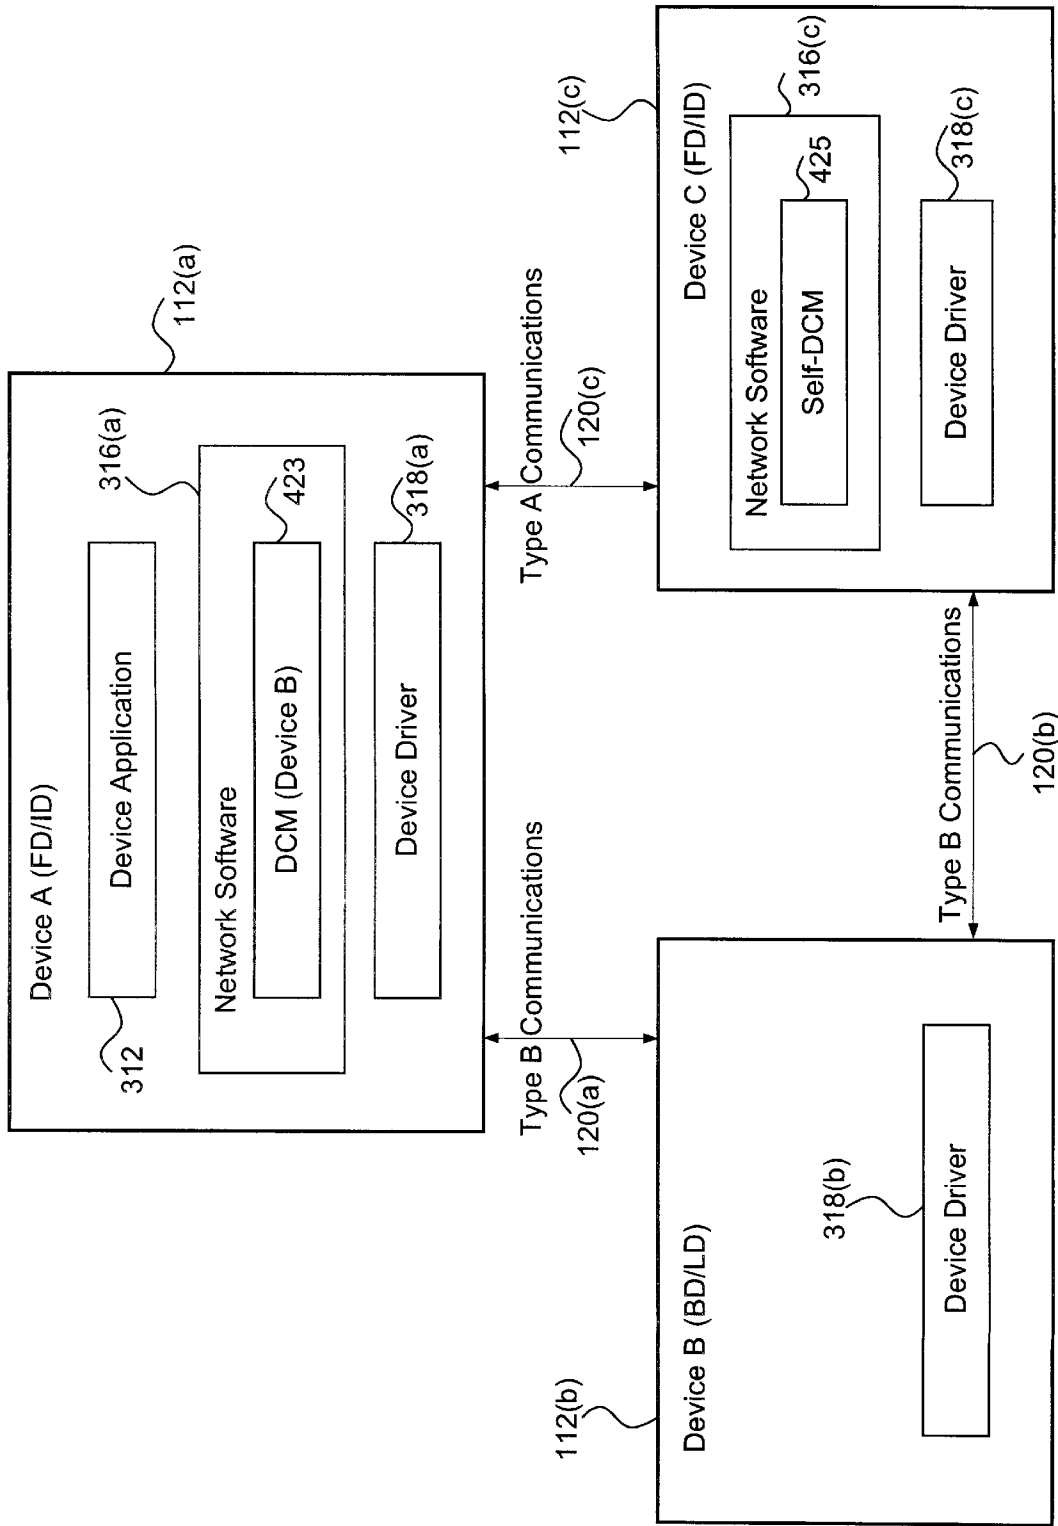 112(a)
Device A (FD/ID)
Device Application
312
316(a)
Network Software
DCM (Device B)
423
Device Driver
318(a)
Type B Communications
120(a)
Type A Communications
120(c)
112(b)
Device B (BD/LD)
318(b)
Device Driver
Type B Communications
120(b)
112(c)
Device C (FD/ID)
316(c)
Network Software
Self-DCM
425
Device Driver
318(c)